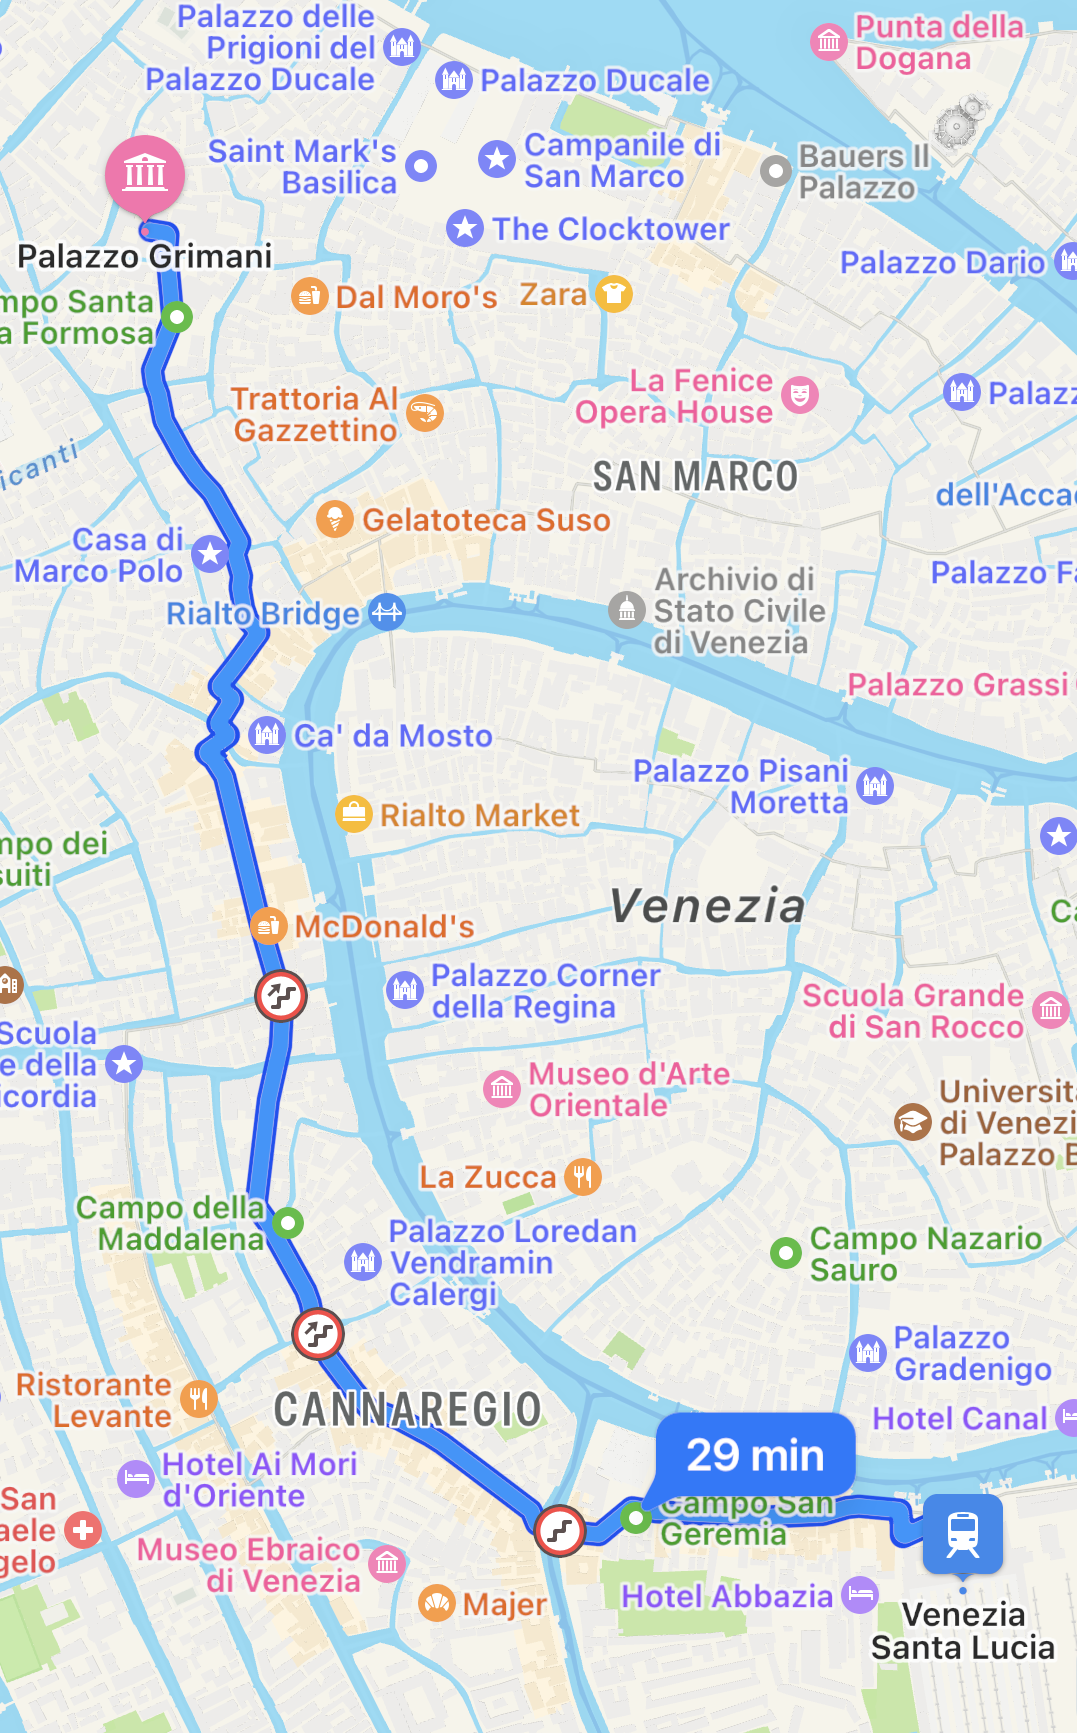 Palazzo delle
Prigioni del
Palazzo Ducale
Palazzo Ducale
Punta della
Dogana
Saint Mark's
Basilica
Campanile di
San Marco
Bauers II
Palazzo
The Clocktower
Palazzo Grimani
Palazzo Dario
mpo Santa
a Formosa
Dal Moro's
Zara
Trattoria Al
Gazzettino
La Fenice
Opera House
Palazz
icanti
SAN MARCO
dell'Acca
Gelatoteca Suso
Casa di
Marco Polo
Archivio di
Stato Civile
di Venezia
Palazzo Fa
Rialto Bridge
Palazzo Grassi
Ca' da Mosto
Palazzo Pisani
Moretta
Rialto Market
mpo dei
suiti
Venezia
Ca
McDonald's
Palazzo Corner
della Regina
Scuola Grande
di San Rocco
Scuola
e della
icordia
Museo d'Arte
Orientale
Universit
di Venezi
Palazzo B
La Zucca
Campo della
Maddalena
Palazzo Loredan
Vendramin
Calergi
Campo Nazario
Sauro
Palazzo
Gradenigo
Ristorante
Levante
CANNAREGIO
Hotel Canal
29 min
Hotel Ai Mori
d'Oriente
San
aele
gelo
Campo San
Geremia
Museo Ebraico
di Venezia
Majer
Hotel Abbazia
Venezia
Santa Lucia